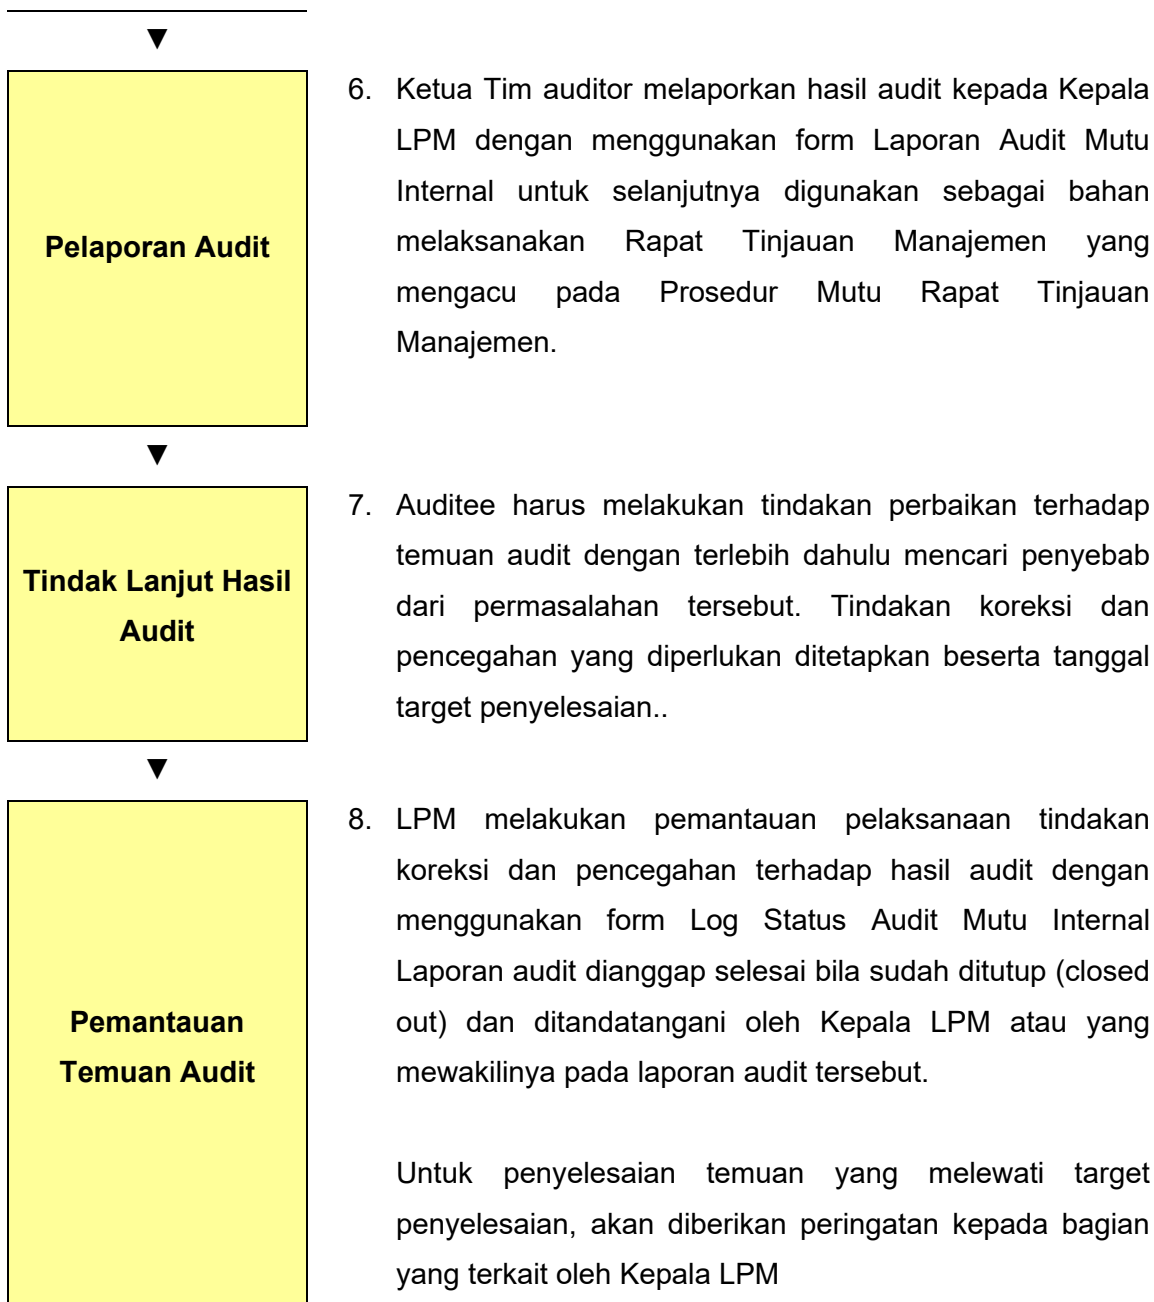 ▼
Pelaporan Audit
6. Ketua Tim auditor melaporkan hasil audit kepada Kepala
LPM dengan menggunakan form Laporan Audit Mutu
Internal untuk selanjutnya digunakan sebagai bahan
melaksanakan Rapat Tinjauan Manajemen yang
mengacu pada Prosedur Mutu Rapat Tinjauan
Manajemen.
▼
Tindak Lanjut Hasil
Audit
7. Auditee harus melakukan tindakan perbaikan terhadap
temuan audit dengan terlebih dahulu mencari penyebab
dari permasalahan tersebut. Tindakan koreksi dan
pencegahan yang diperlukan ditetapkan beserta tanggal
target penyelesaian..
▼
Pemantauan
Temuan Audit
8. LPM melakukan pemantauan pelaksanaan tindakan
koreksi dan pencegahan terhadap hasil audit dengan
menggunakan form Log Status Audit Mutu Internal
Laporan audit dianggap selesai bila sudah ditutup (closed
out) dan ditandatangani oleh Kepala LPM atau yang
mewakilinya pada laporan audit tersebut.
Untuk penyelesaian temuan yang melewati target
penyelesaian, akan diberikan peringatan kepada bagian
yang terkait oleh Kepala LPM